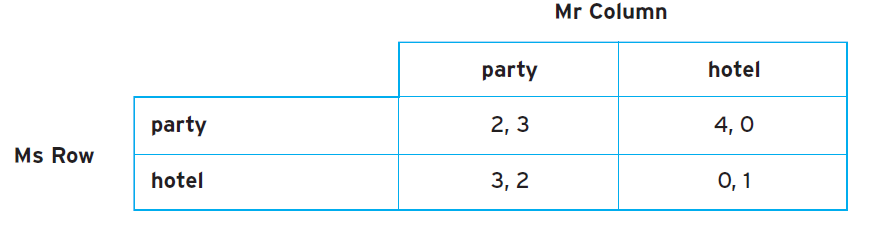 Mr Column
party hotel
party 2, 3 4, 0
Ms Row
hotel 3, 2 0, 1